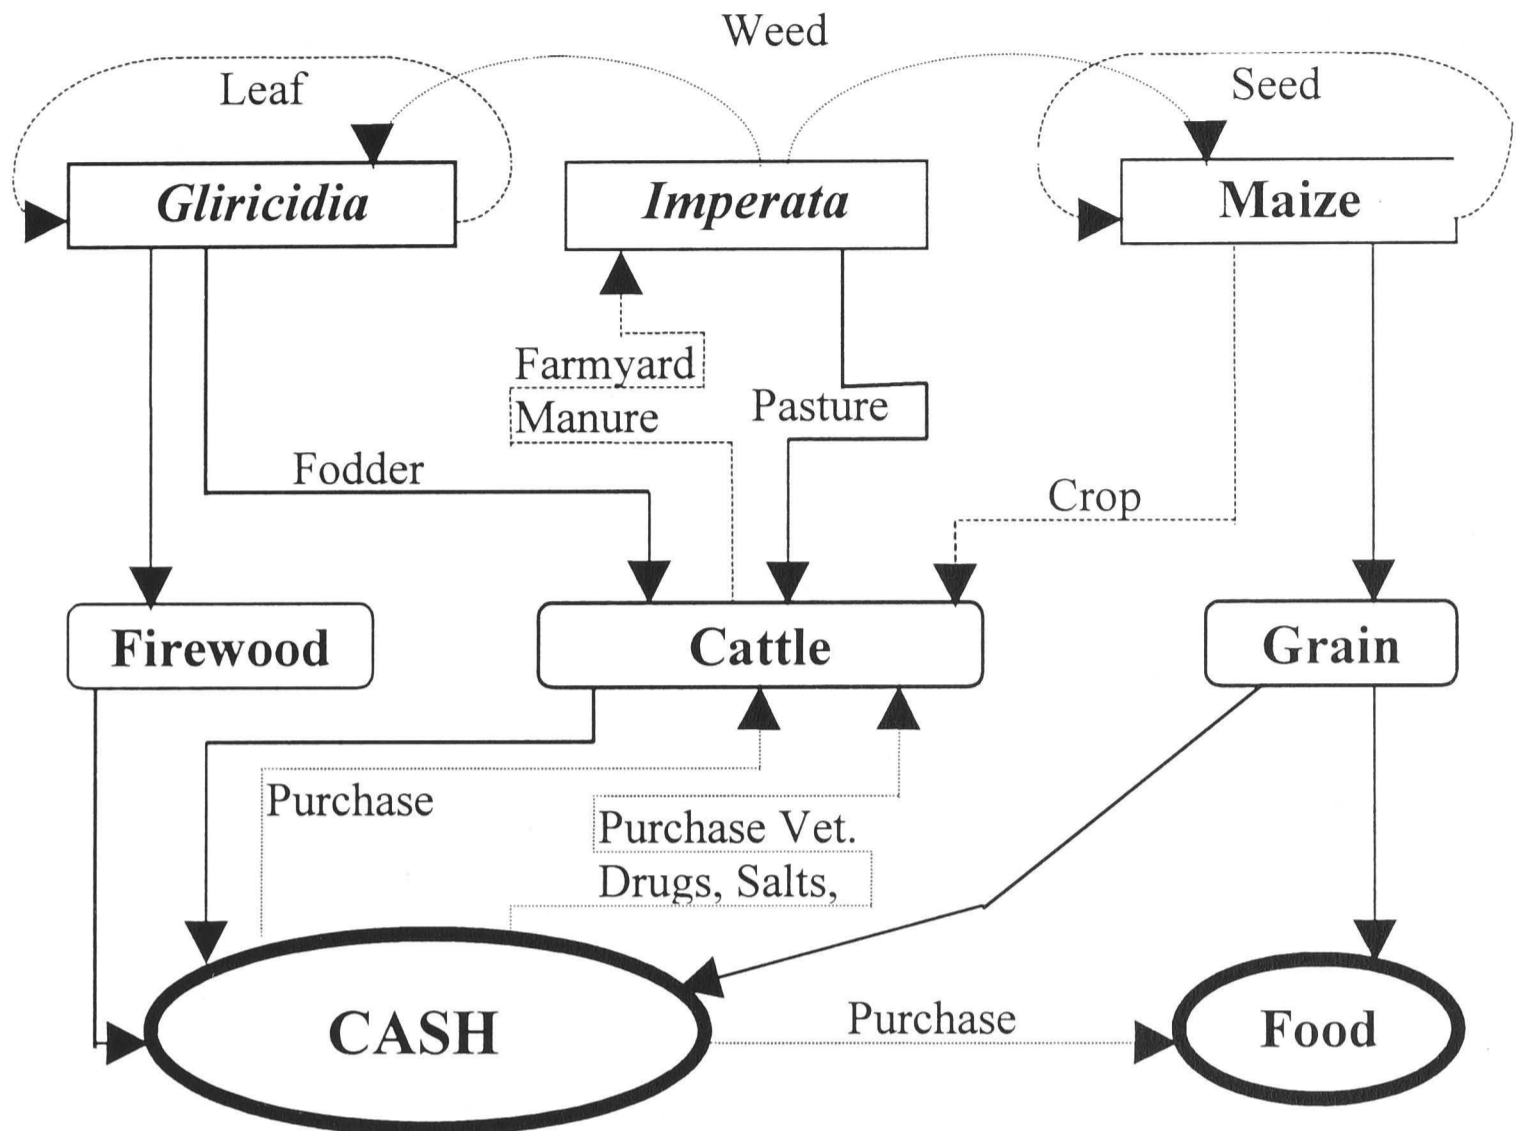 Weed
Leaf
Seed
Gliricidia
Imperata
Maize
Farmyard
Manure
Pasture
Fodder
Crop
Firewood
Cattle
Grain
Purchase
Purchase Vet.
Drugs, Salts,
CASH
Purchase
Food